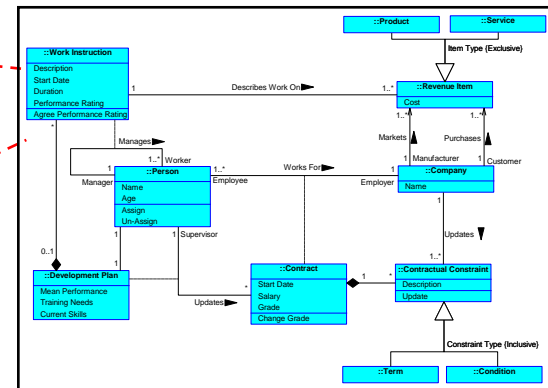 ::Product
::Service
Item Type {Exclusive}
::Work Instruction
Description
Start Date
Duration
Performance Rating
Agree Performance Rating
1
Describes Work On
1..*
::Revenue Item
Cost
1..*
1..*
*
Manages
Markets
Purchases
1..*
Worker
1
Manager
::Person
Name
Age
Assign
Un-Assign
1..*
Employee
Works For
1
Employer
1
Manufacturer
1
Customer
::Company
Name
1
Updates
1..*
1
1
Supervisor
0..1
1
::Development Plan
Mean Performance
Training Needs
Current Skills
Updates
*
::Contract
Start Date
Salary
Grade
Change Grade
1
*
::Contractual Constraint
Description
Update
Constraint Type {Inclusive}
::Term
::Condition